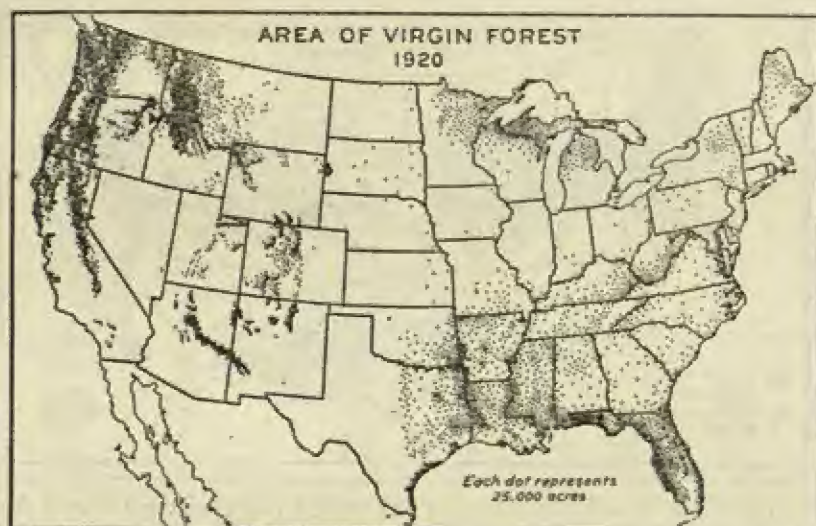 AREA OF VIRGIN FOREST
1920
Each dot represents
25,000 acres